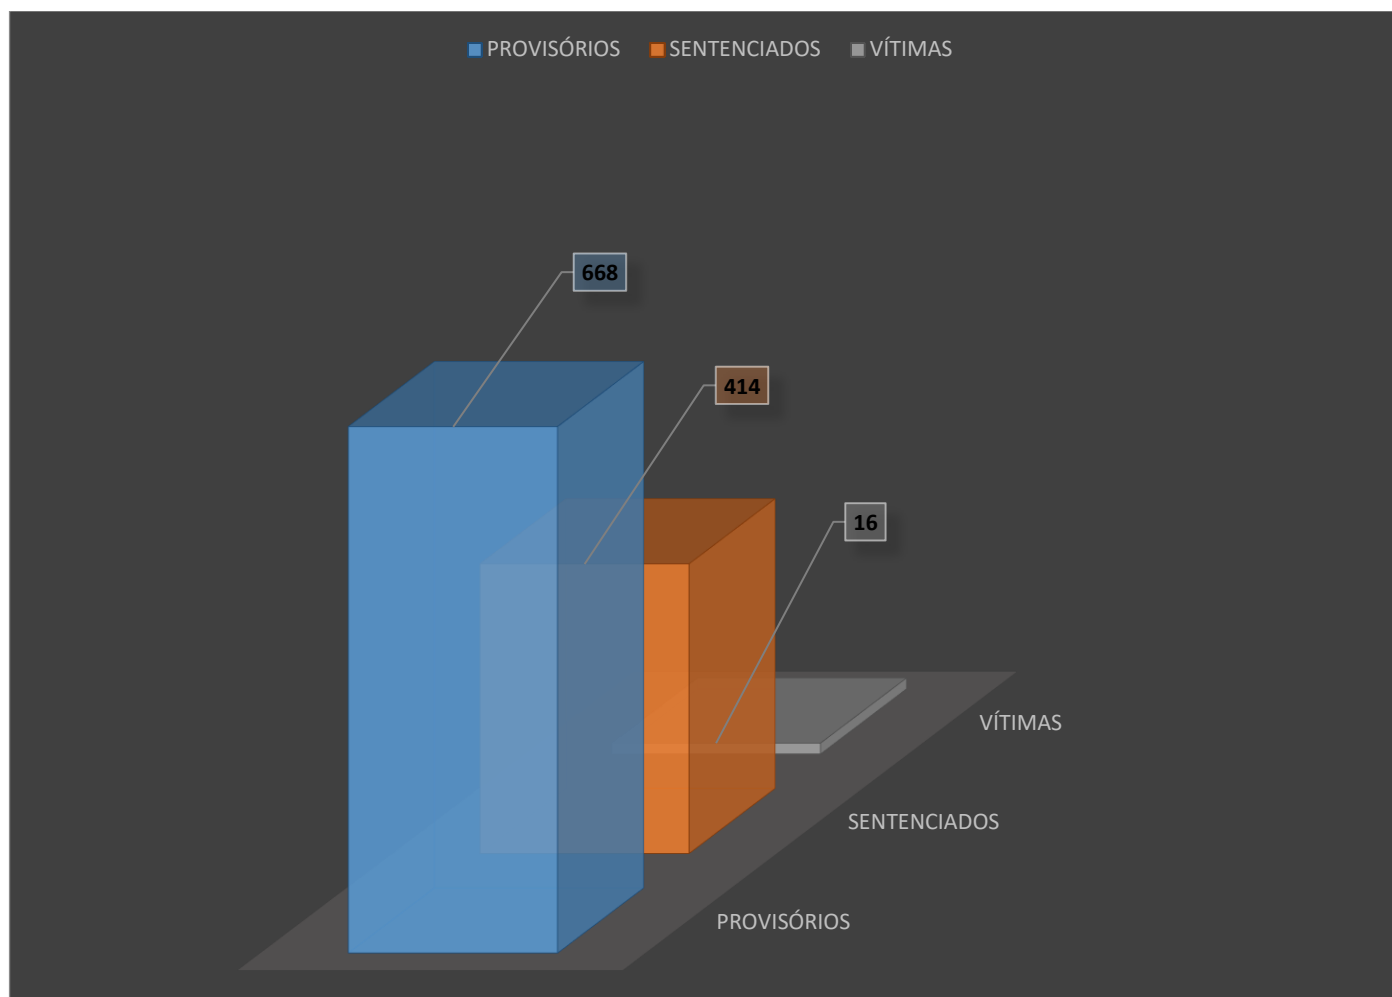 PROVISÓRIOS SENTENCIADOS VÍTIMAS
668
414
16
VÍTIMAS
SENTENCIADOS
PROVISÓRIOS